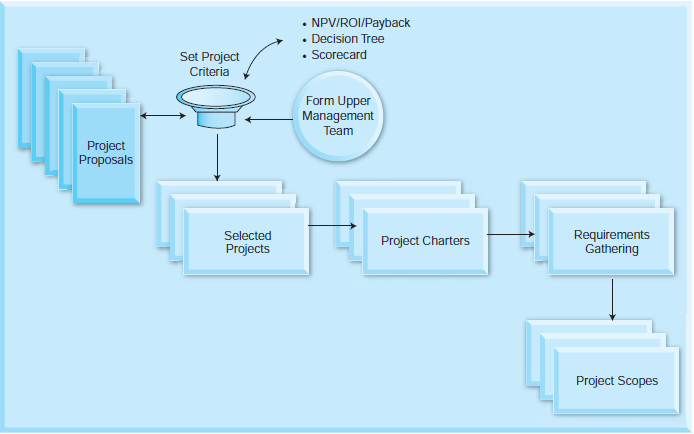 • NPV/ROI/Payback
• Decision Tree
• Scorecard
Set Project
Criteria
Form Upper
Management
Team
Project
Proposals
Selected
Projects
Project Charters
Requirements
Gathering
Project Scopes